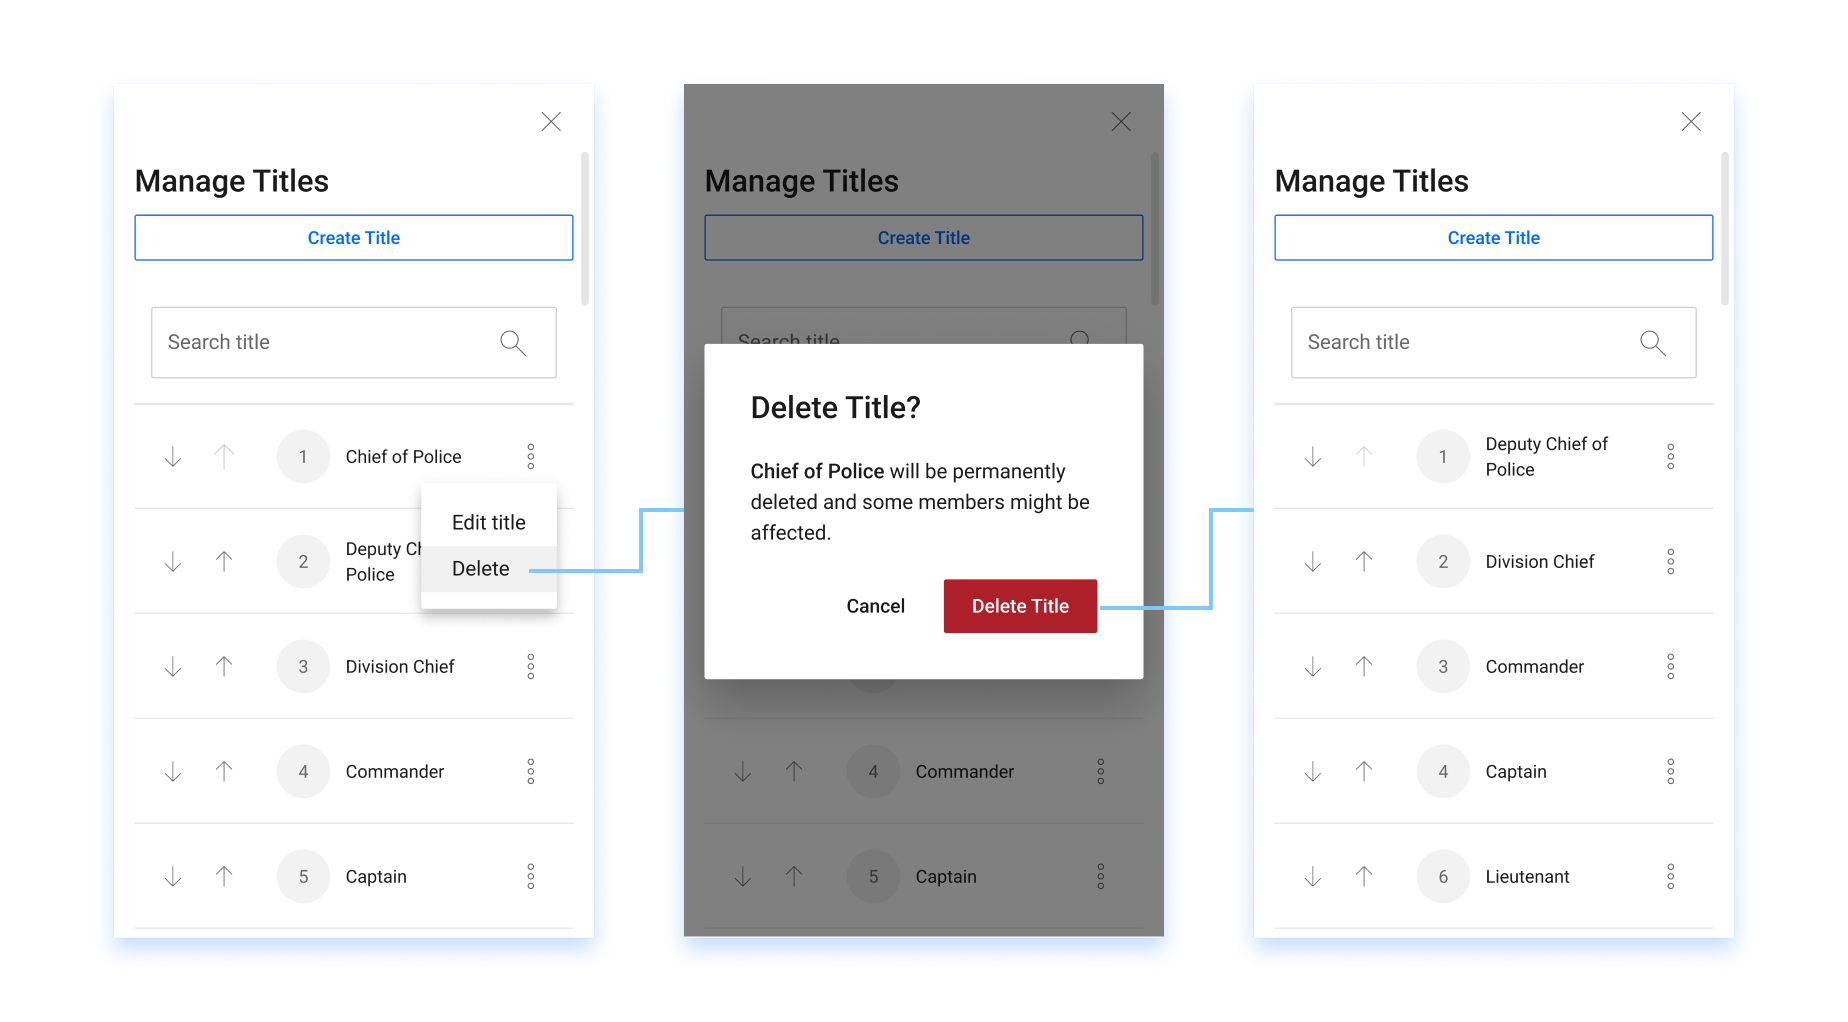 Manage Titles
Create Title
Search title
1 Chief of Police
Edit title
2 Deputy Ch
Police
Delete
3 Division Chief
4 Commander
5 Captain
Manage Titles
Create Title
Search title
Delete Title?
Chief of Police will be permanently
deleted and some members might be
affected.
Cancel Delete Title
4 Commander
5 Captain
Manage Titles
Create Title
Search title
1 Deputy Chief of
Police
2 Division Chief
3 Commander
4 Captain
6 Lieutenant